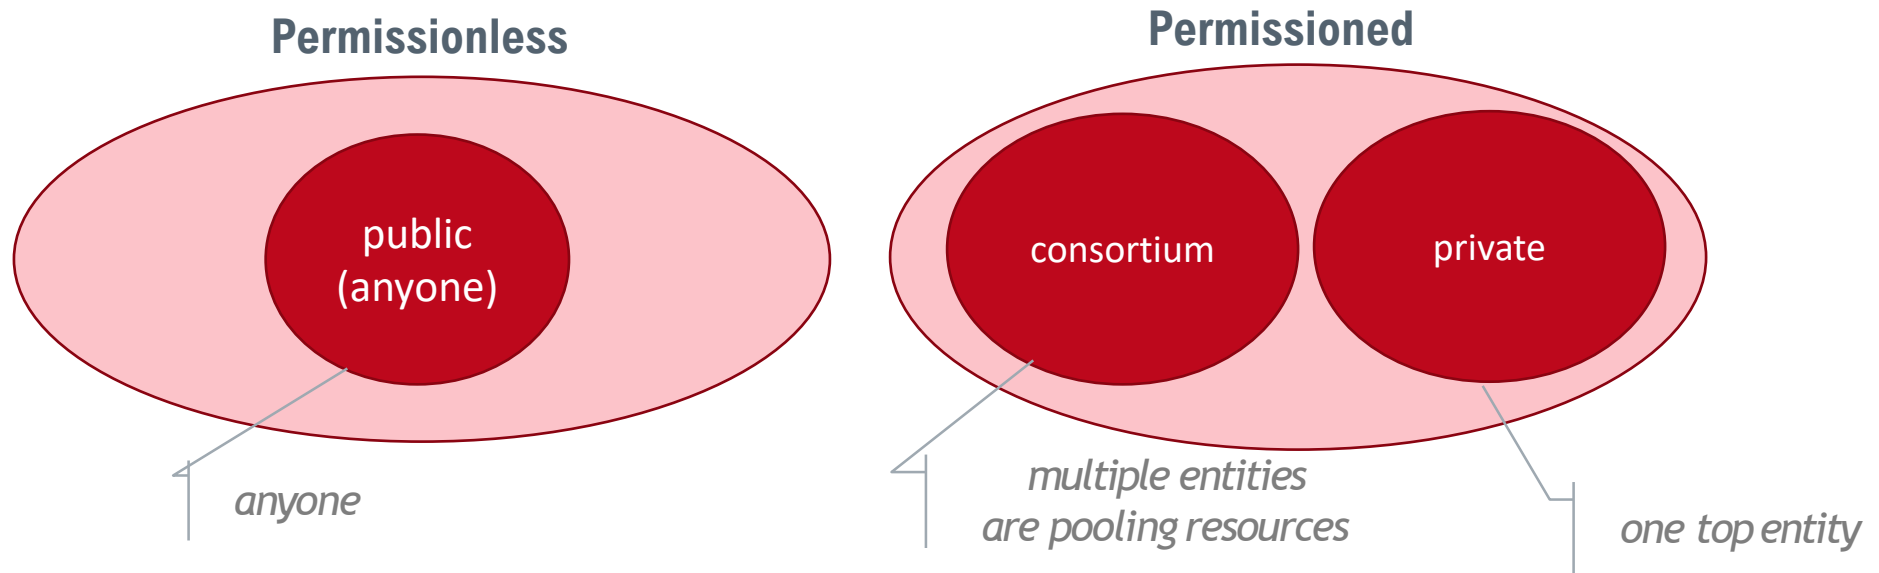 Permissionless
Permissioned
public
(anyone)
consortium
private
anyone
multiple entities
are pooling resources
one top entity